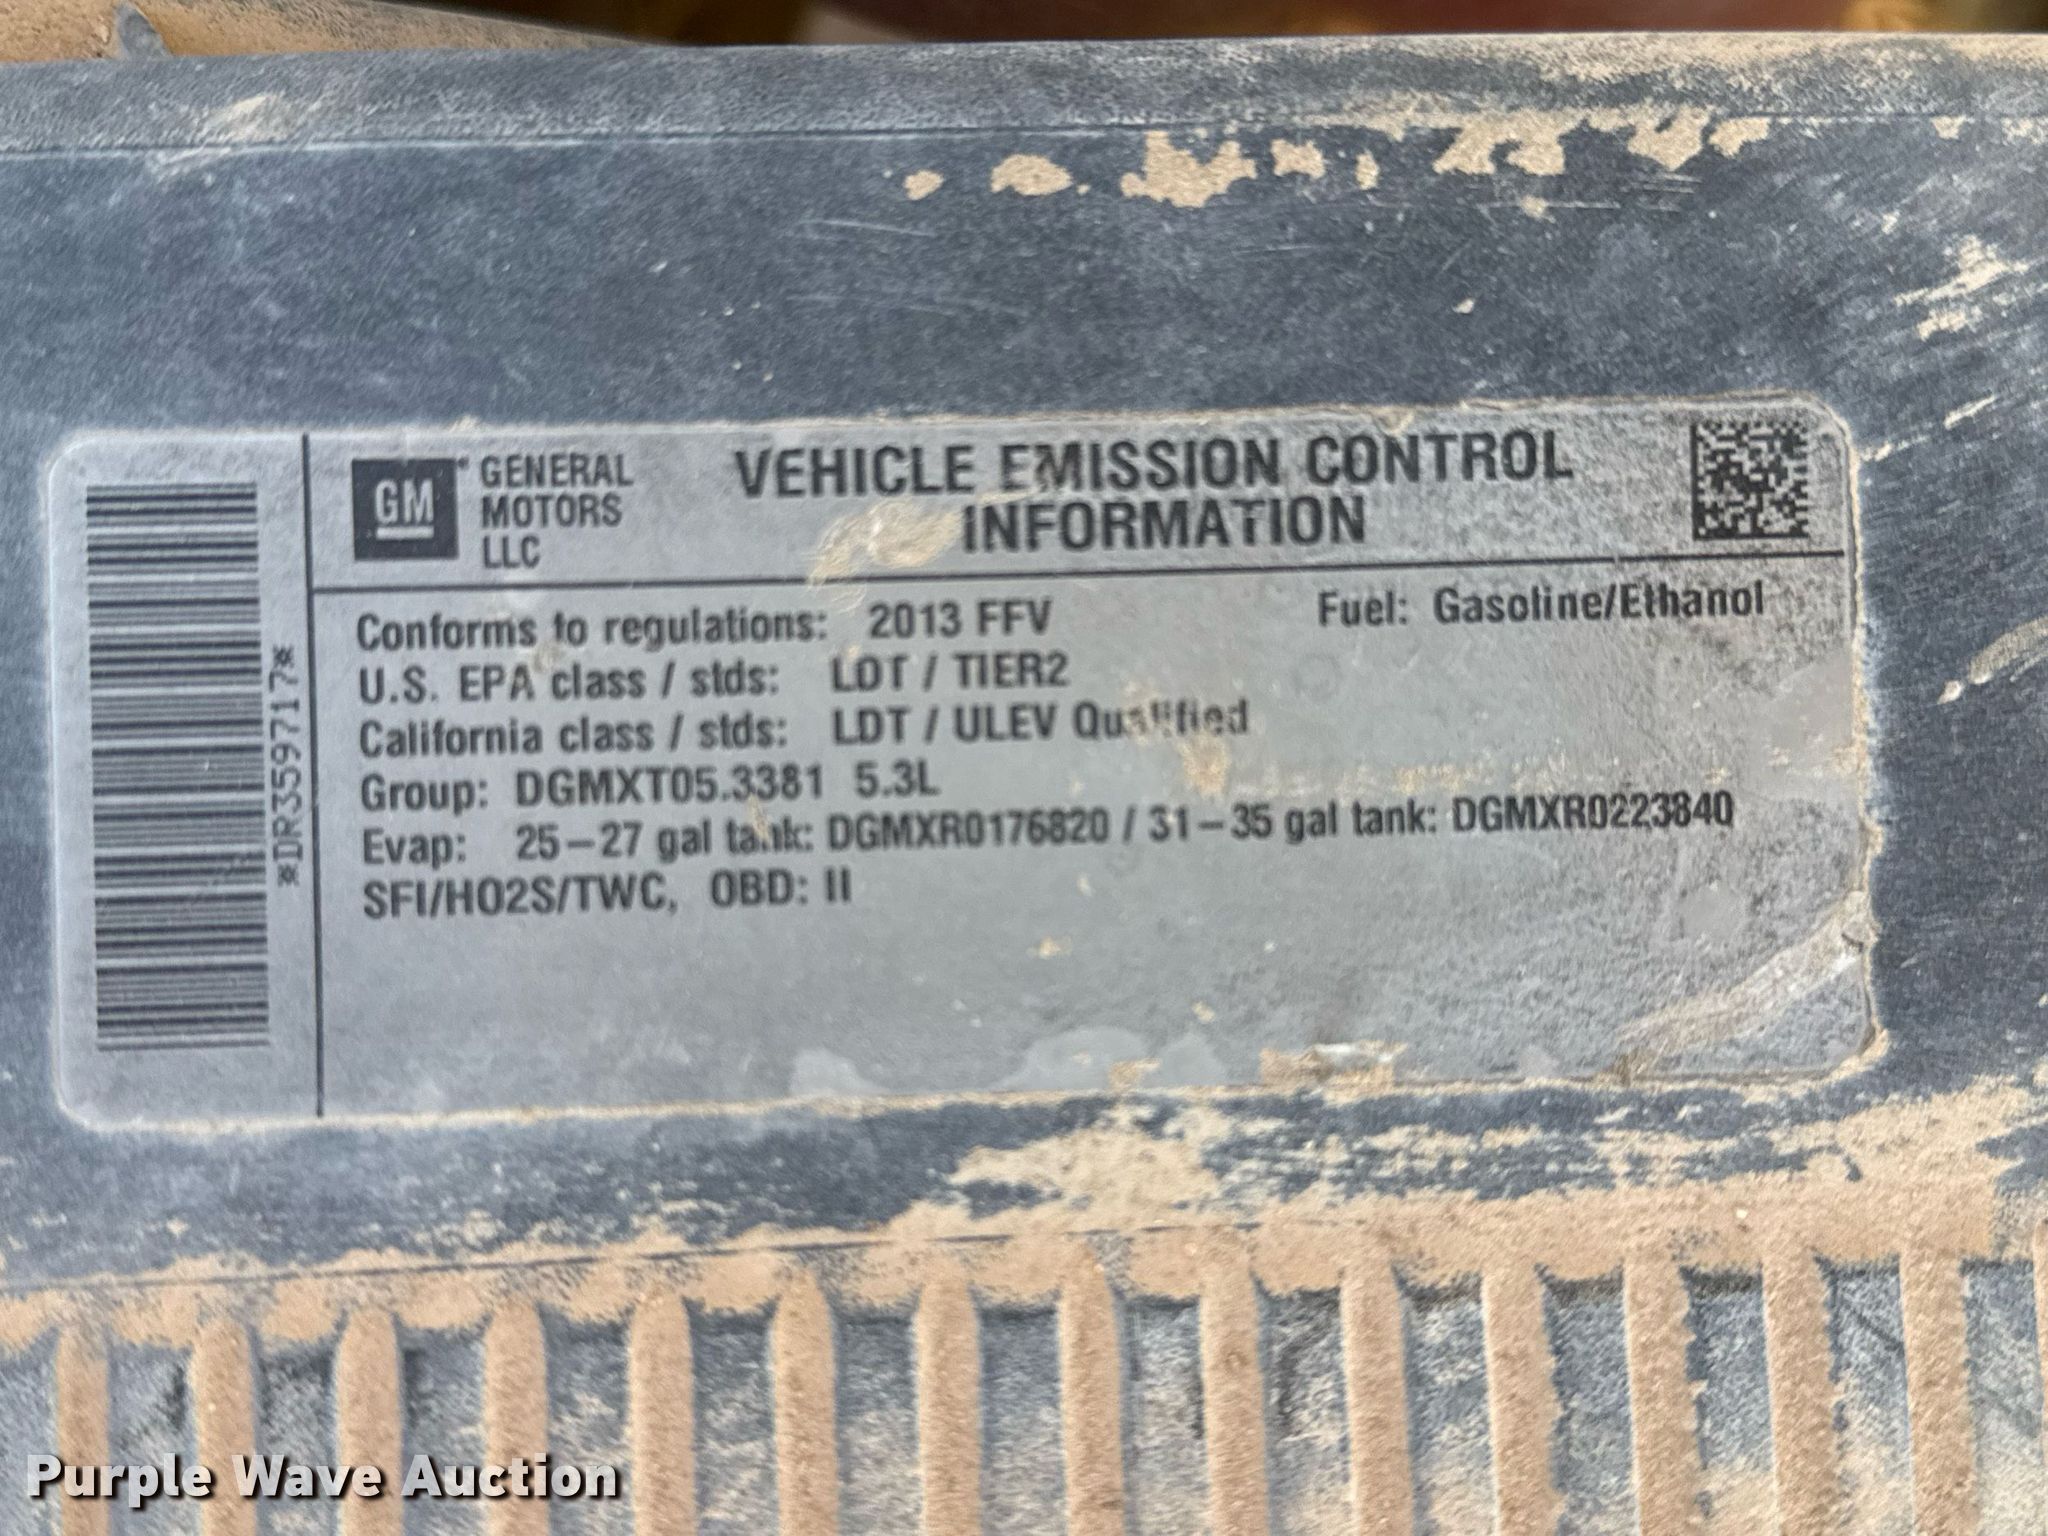 GM
GENERAL
MOTORS
LLC
VEHICLE EMISSION CONTROL
INFORMATION
*DR359717*
Conforms to regulations: 2013 FFV Fuel: Gasoline/Ethanol
U.S. EPA class / stds: LDT / TIER2
California class / stds: LDT / ULEV Qualified
Group: DGMXT05.3381 5.3L
Evap: 25-27 gal tank: DGMXR0176820 / 31-35 gal tank: DGMXR0223840
SFI/HO2S/TWC, OBD: II
Purple Wave Auction